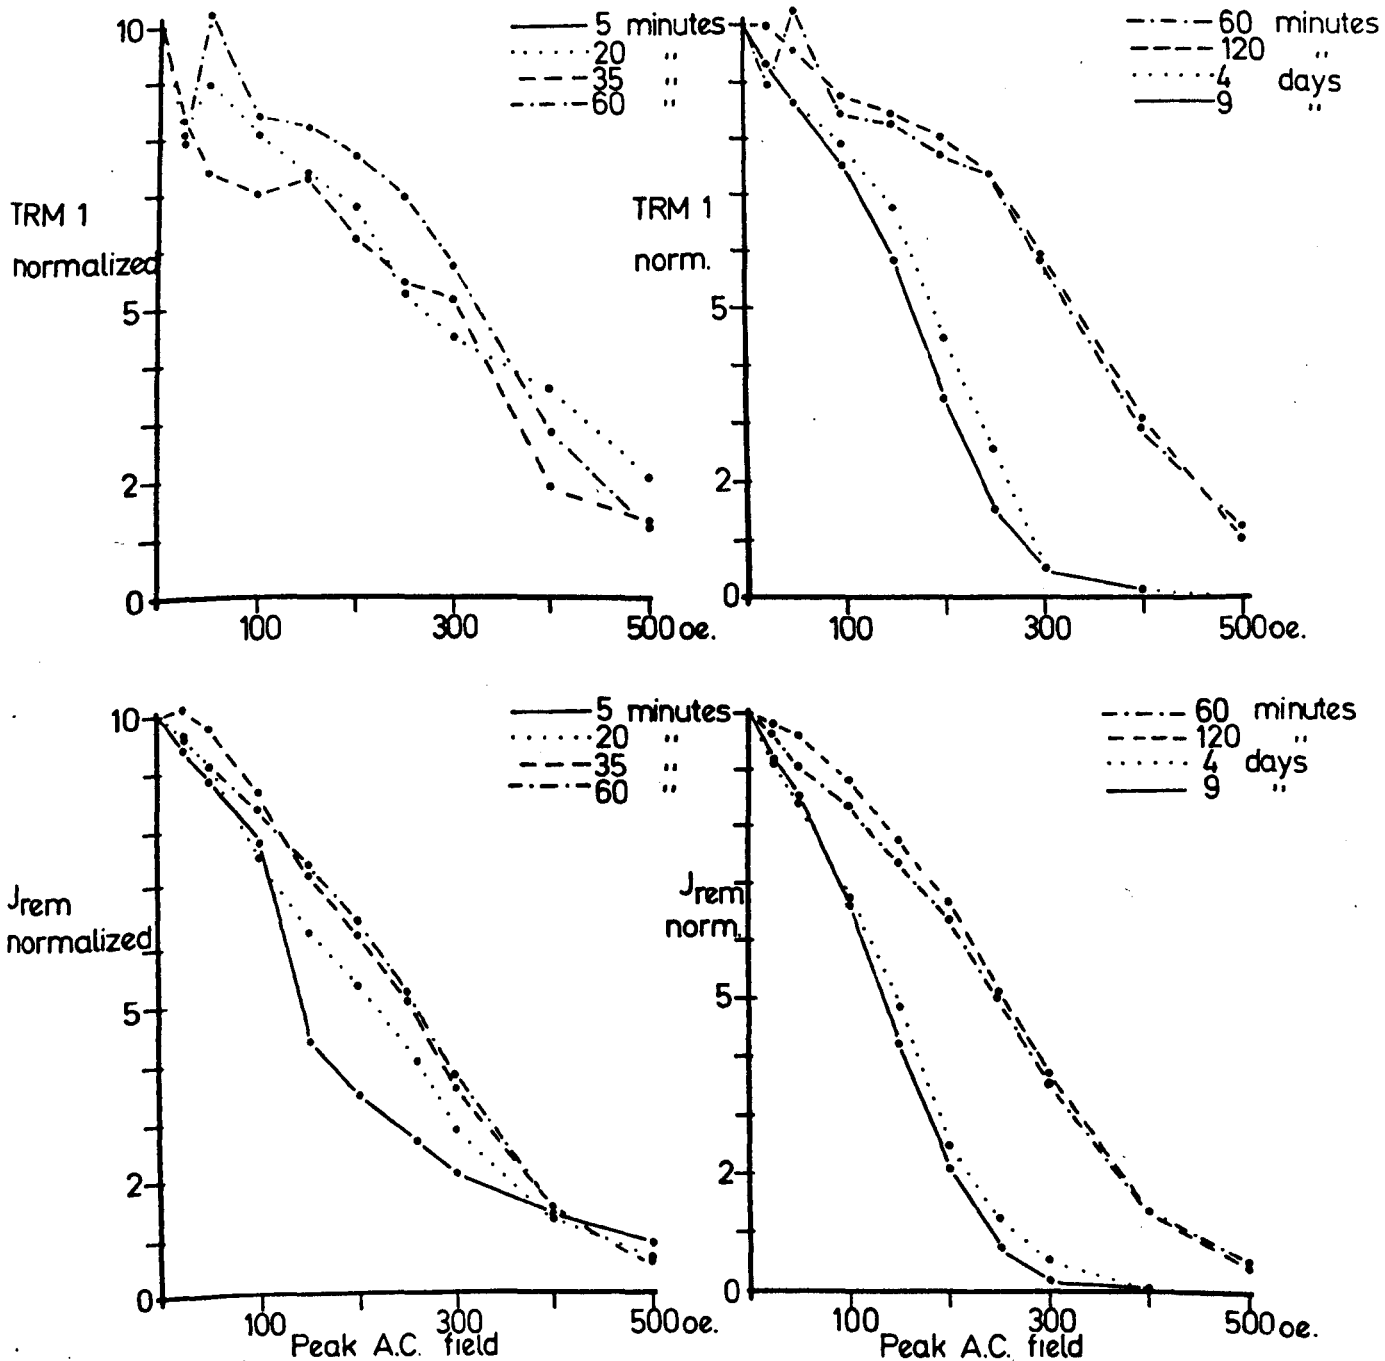 10
5 minutes
20 "
35 "
60 "
TRM 1
normalized
5
2
0
100
300
500 oe.
60 minutes
120 "
4 days
9 "
TRM 1
norm.
5
2
0
100
300
500 oe.
10
5 minutes
20 "
35 "
60 "
Jrem
normalized
5
2
0
100
300
500 oe.
Peak A.C. field
60 minutes
120 "
4 days
9 "
Jrem
norm.
5
2
0
100
300
500 oe.
Peak A.C. field